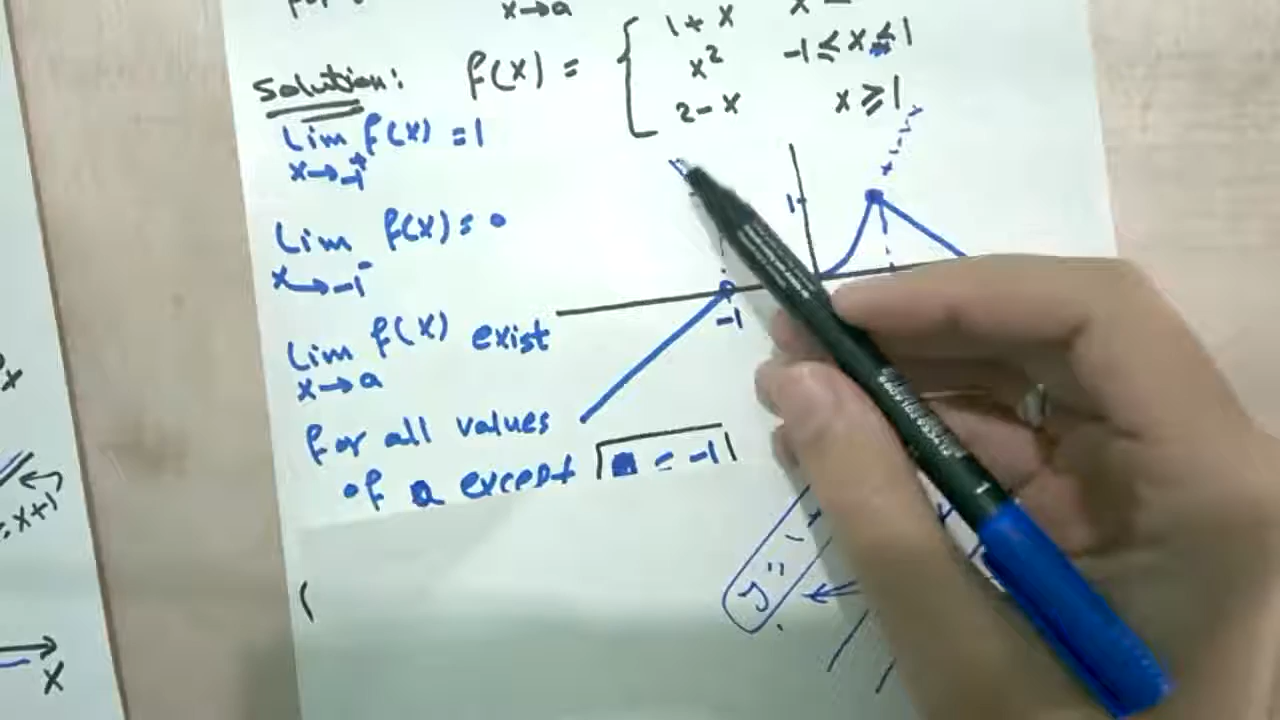 x→a
Solution: f(x) = { 1+x
x² -1≤x≤1
2-x x≥1
Lim f(x) = 1
x→-1⁺
Lim f(x) = 0
x→-1⁻
Lim f(x) exist
x→a
for all values
of a except a = -1
1
-1
y"
x+1
x
x